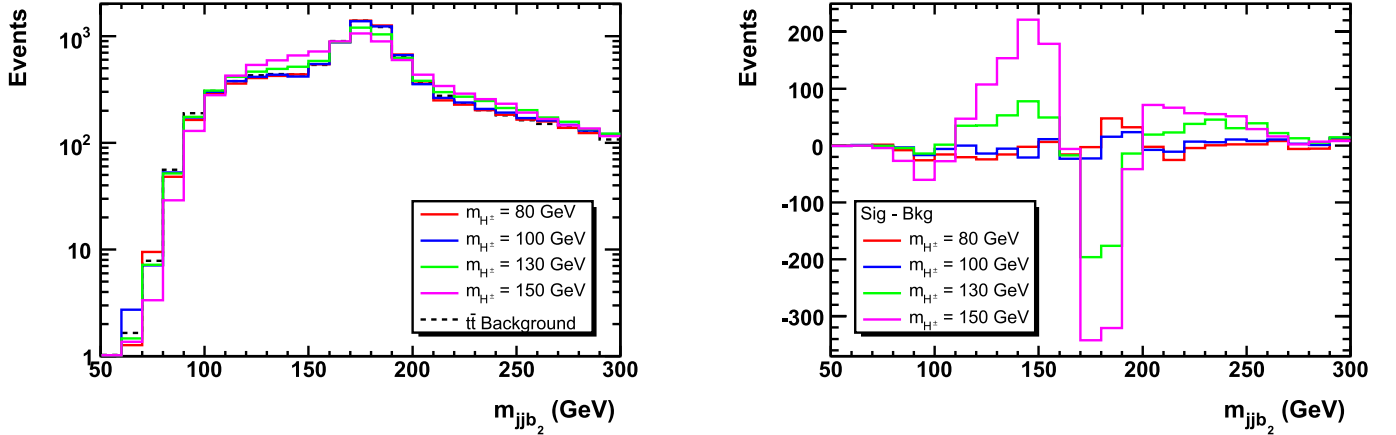 Events
10³
10²
10
1
m_H± = 80 GeV
m_H± = 100 GeV
m_H± = 130 GeV
m_H± = 150 GeV
tt̄ Background
50 100 150 200 250 300
m_jjb₂ (GeV)
Events
200
100
0
-100
-200
-300
Sig - Bkg
m_H± = 80 GeV
m_H± = 100 GeV
m_H± = 130 GeV
m_H± = 150 GeV
50 100 150 200 250 300
m_jjb₂ (GeV)